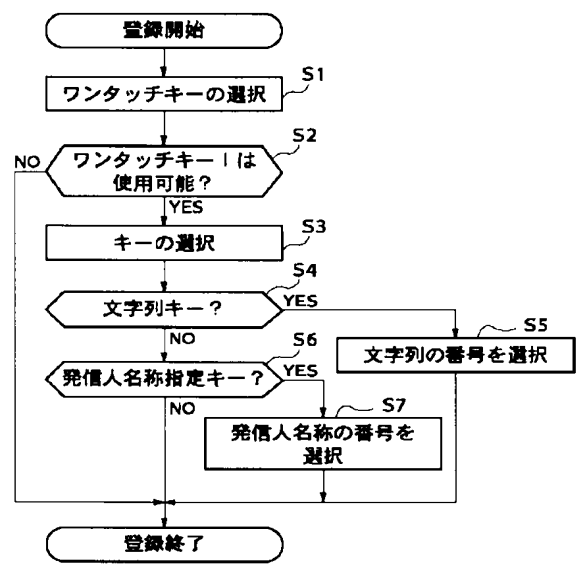 登録開始
S1
ワンタッチキーの選択
S2
NO
ワンタッチキー1は
使用可能？
YES
S3
キーの選択
S4
文字列キー？
YES
NO
S5
文字列の番号を選択
S6
発信人名称指定キー？
YES
NO
S7
発信人名称の番号を
選択
登録終了